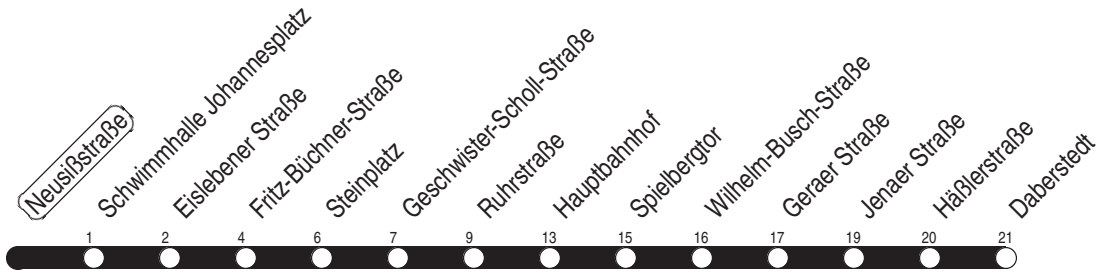 Neusißstraße
Schwimmhalle Johannesplatz
Eislebener Straße
Fritz-Büchner-Straße
Steinplatz
Geschwister-Scholl-Straße
Ruhrstraße
Hauptbahnhof
Spielbergtor
Wilhelm-Busch-Straße
Geraer Straße
Jenaer Straße
Häßlerstraße
Daberstedt
1 2 4 6 7 9 13 15 16 17 19 20 21